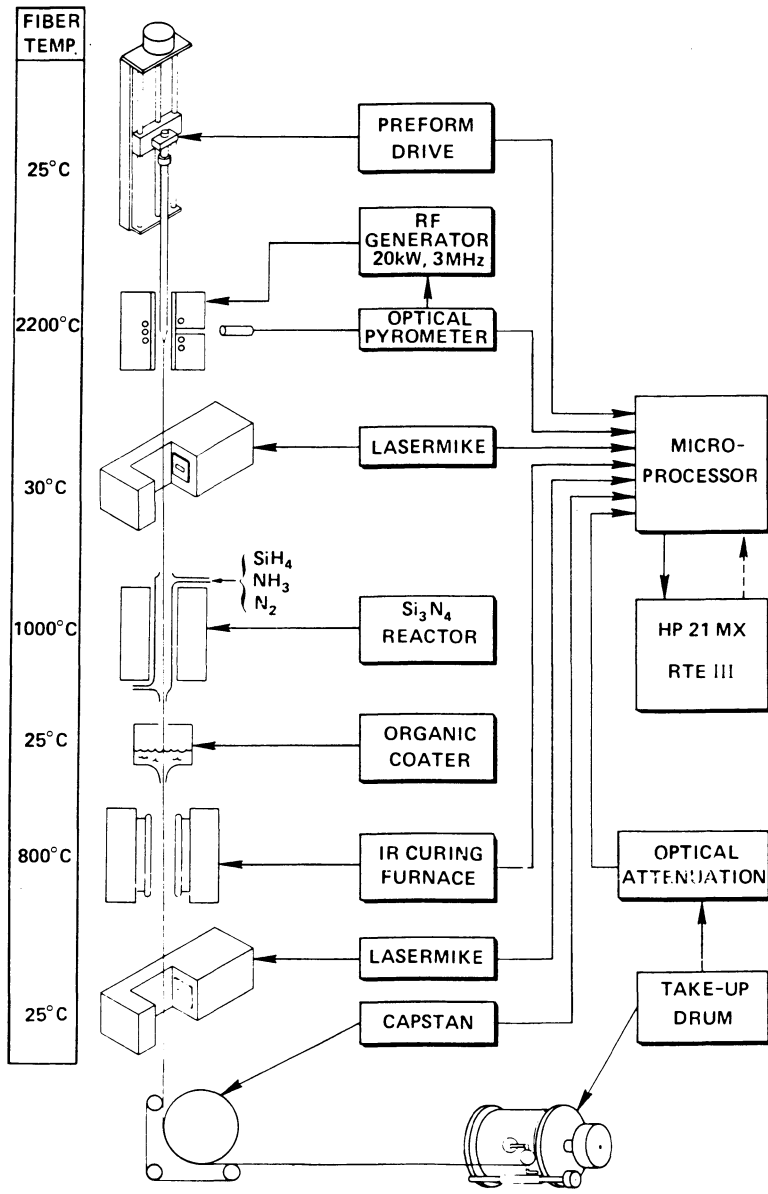 FIBER
TEMP.
25°C
2200°C
30°C
1000°C
25°C
800°C
25°C
PREFORM
DRIVE
RF
GENERATOR
20kW, 3MHz
OPTICAL
PYROMETER
LASERMIKE
MICRO-
PROCESSOR
SiH₄
NH₃
N₂
Si₃N₄
REACTOR
HP 21 MX
RTE III
ORGANIC
COATER
IR CURING
FURNACE
OPTICAL
ATTENUATION
LASERMIKE
CAPSTAN
TAKE-UP
DRUM